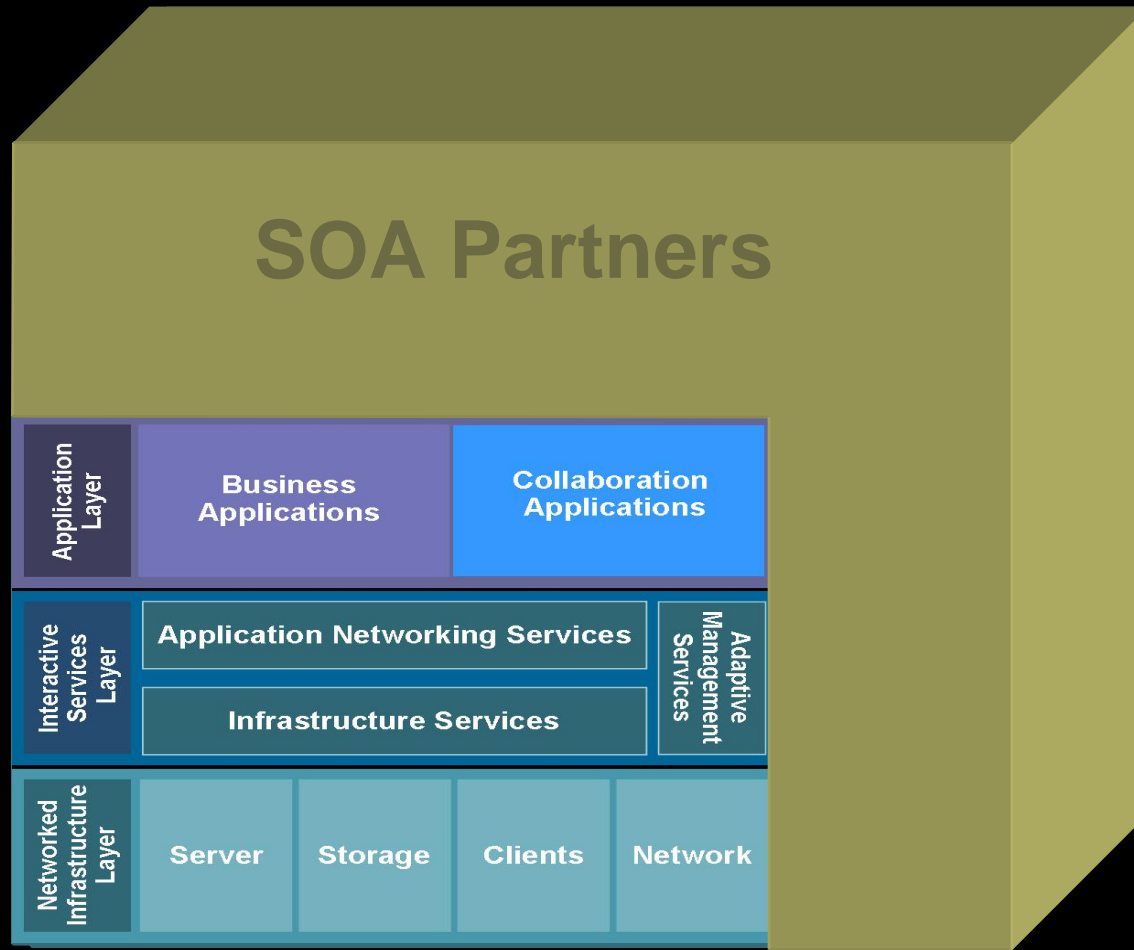 SOA Partners
Application
Layer
Business
Applications
Collaboration
Applications
Interactive
Services
Layer
Application Networking Services
Infrastructure Services
Adaptive
Management
Services
Networked
Infrastructure
Layer
Server
Storage
Clients
Network